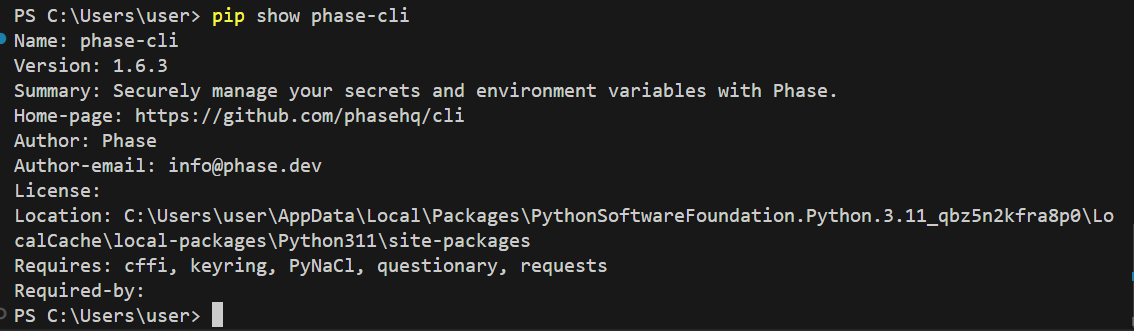 PS C:\Users\user> pip show phase-cli
Name: phase-cli
Version: 1.6.3
Summary: Securely manage your secrets and environment variables with Phase.
Home-page: https://github.com/phasehq/cli
Author: Phase
Author-email: info@phase.dev
License:
Location: C:\Users\user\AppData\Local\Packages\PythonSoftwareFoundation.Python.3.11_qbz5n2kfra8p0\Lo
calCache\local-packages\Python311\site-packages
Requires: cffi, keyring, PyNaCl, questionary, requests
Required-by:
PS C:\Users\user>